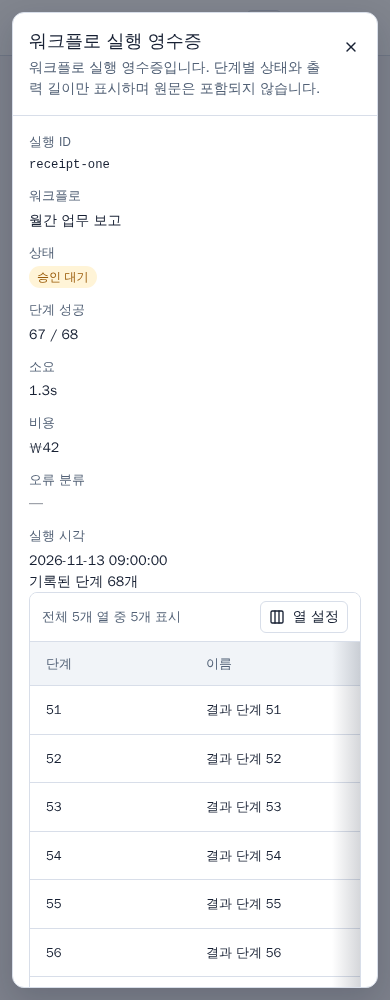 워크플로 실행 영수증
워크플로 실행 영수증입니다. 단계별 상태와 출
력 길이만 표시하며 원문은 포함되지 않습니다.
실행 ID
receipt-one
워크플로
월간 업무 보고
상태
승인 대기
단계 성공
67 / 68
소요
1.3s
비용
₩42
오류 분류
—
실행 시각
2026-11-13 09:00:00
기록된 단계 68개
전체 5개 열 중 5개 표시
열 설정
단계 이름
51 결과 단계 51
52 결과 단계 52
53 결과 단계 53
54 결과 단계 54
55 결과 단계 55
56 결과 단계 56